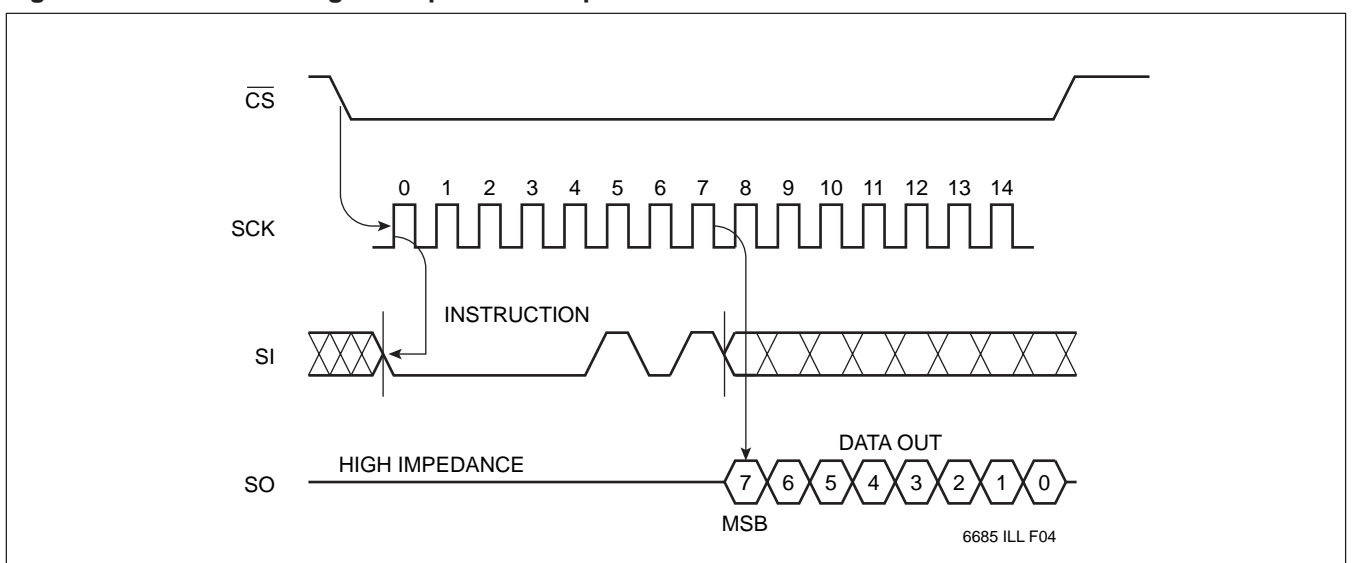 CS
0 1 2 3 4 5 6 7 8 9 10 11 12 13 14
SCK
INSTRUCTION
SI
DATA OUT
HIGH IMPEDANCE
SO
7 6 5 4 3 2 1 0
MSB
6685 ILL F04